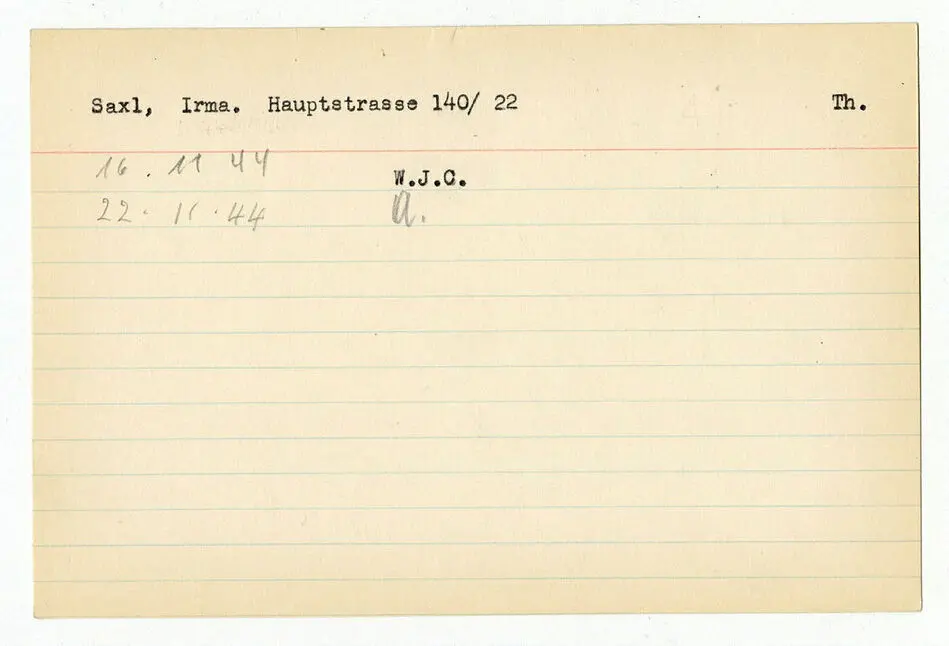 Saxl, Irma. Hauptstrasse 140/ 22 Th.
16. 11 44
W.J.C.
22. 11. 44 A.